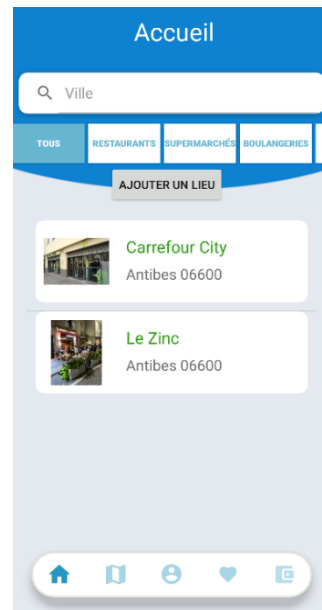 Accueil
Ville
TOUS RESTAURANTS SUPERMARCHÉS BOULANGERIES
AJOUTER UN LIEU
Carrefour City
Antibes 06600
Le Zinc
Antibes 06600